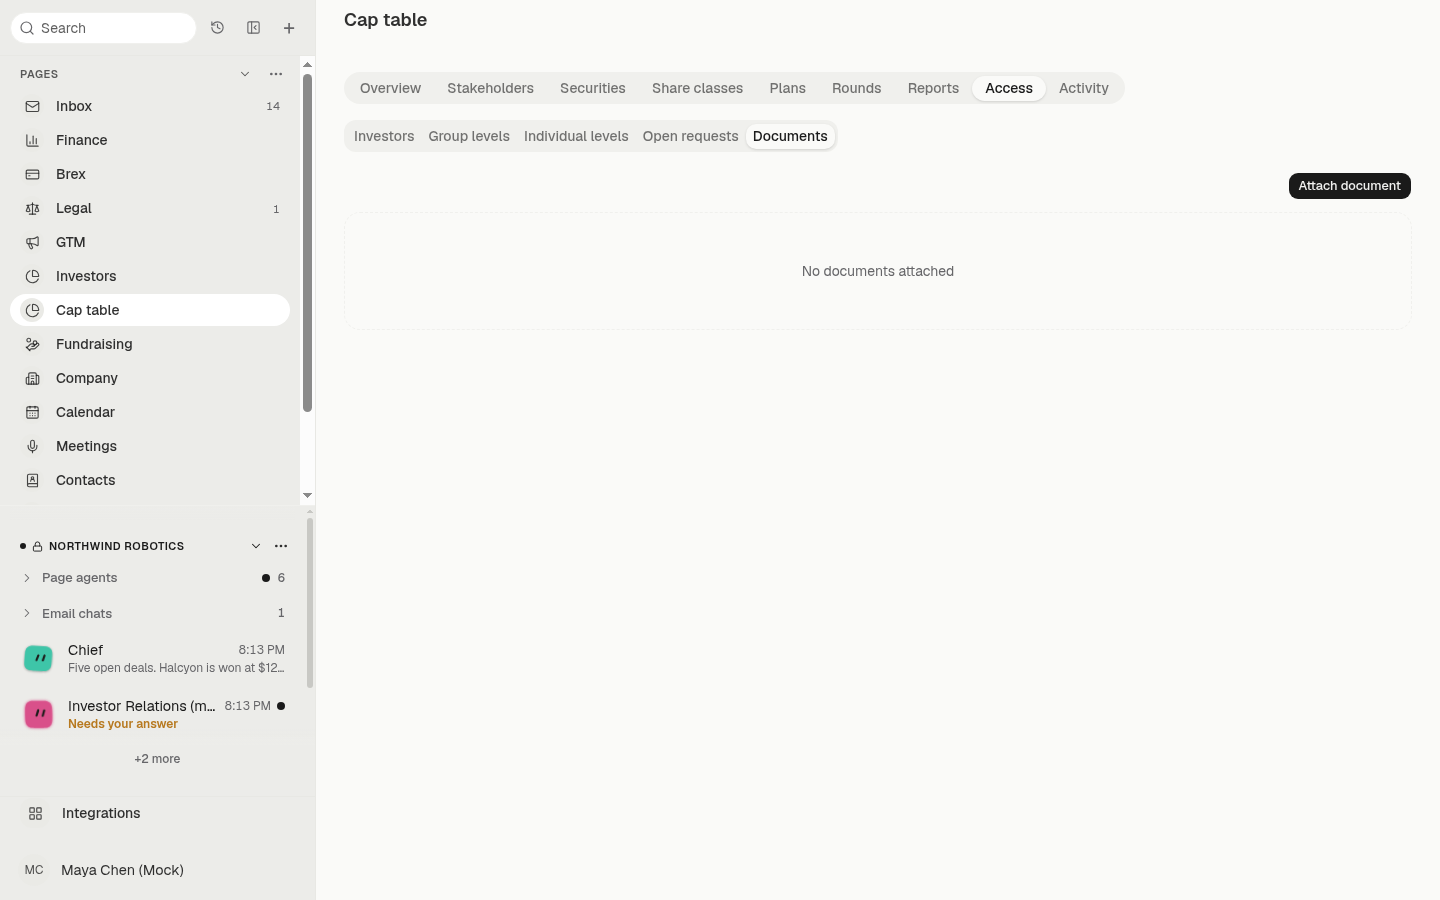 Search
PAGES
Inbox 14
Finance
Brex
Legal 1
GTM
Investors
Cap table
Fundraising
Company
Calendar
Meetings
Contacts
NORTHWIND ROBOTICS
Page agents 6
Email chats 1
Chief 8:13 PM
Five open deals. Halcyon is won at $12...
Investor Relations (m... 8:13 PM
Needs your answer
+2 more
Integrations
MC Maya Chen (Mock)
Cap table
Overview Stakeholders Securities Share classes Plans Rounds Reports Access Activity
Investors Group levels Individual levels Open requests Documents
Attach document
No documents attached